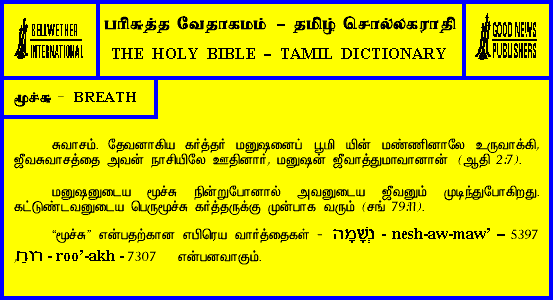 BELLWETHER
INTERNATIONAL
பரிசுத்த வேதாகமம் – தமிழ் சொல்லகராதி
THE HOLY BIBLE – TAMIL DICTIONARY
GOOD NEWS
PUBLISHERS
மூச்சு – BREATH
சுவாசம். தேவனாகிய கர்த்தர் மனுஷனைப் பூமி யின் மண்ணினாலே உருவாக்கி,
ஜீவசுவாசத்தை அவன் நாசியிலே ஊதினார், மனுஷன் ஜீவாத்துமாவானான் (ஆதி 2:7).
மனுஷனுடைய மூச்சு நின்றுபோனால் அவனுடைய ஜீவனும் முடிந்துபோகிறது.
கட்டுண்டவனுடைய பெருமூச்சு கர்த்தருக்கு முன்பாக வரும் (சங் 79:11).
“மூச்சு” என்பதற்கான எபிரெய வார்த்தைகள் - נְשָׁמָה - nesh-aw-maw’ – 5397
,רוּחַ - roo’-akh - 7307 என்பனவாகும்.